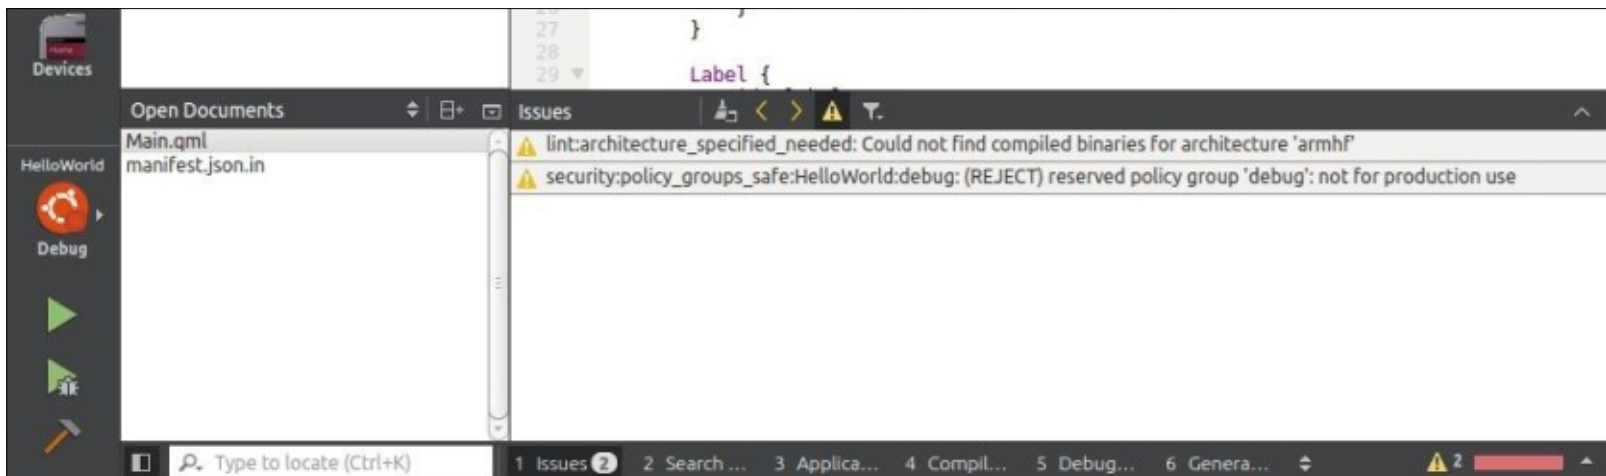 Home
Devices
27
}
28
29
Label {
Open Documents
Issues
Main.qml
manifest.json.in
lint:architecture_specified_needed: Could not find compiled binaries for architecture 'armhf'
security:policy_groups_safe:HelloWorld:debug: (REJECT) reserved policy group 'debug': not for production use
HelloWorld
Debug
Type to locate (Ctrl+K)
1 Issues 2
2 Search ...
3 Applica...
4 Compil...
5 Debug...
6 Genera...
2